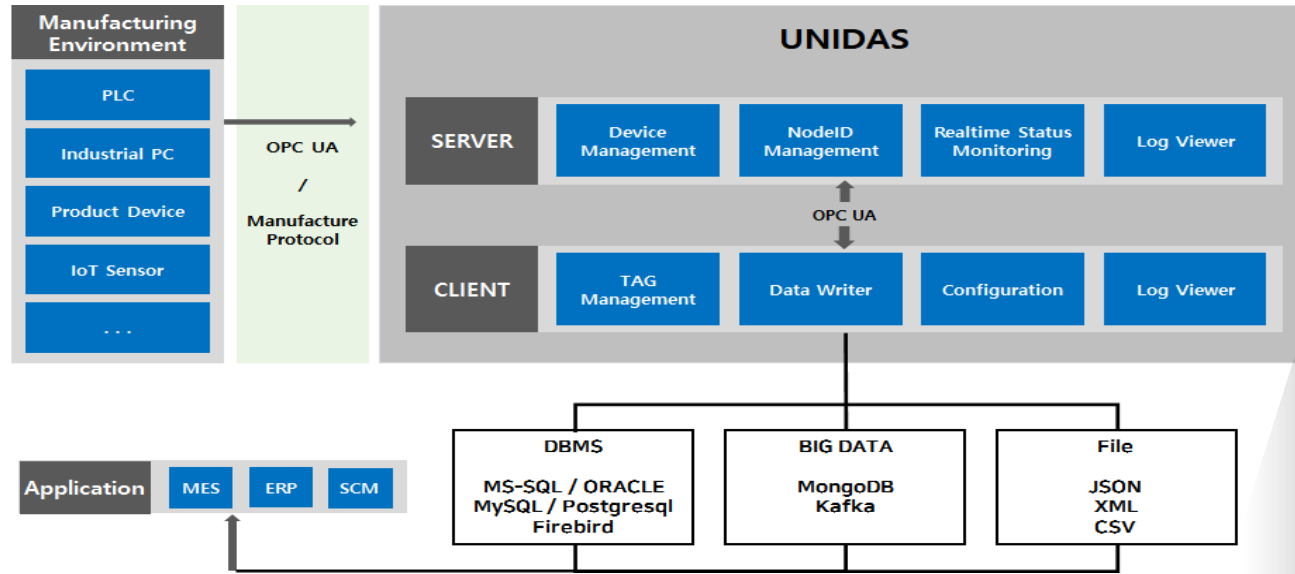 Manufacturing
Environment
PLC
Industrial PC
Product Device
IoT Sensor
. . .
OPC UA
/
Manufacture
Protocol
UNIDAS
SERVER
Device
Management
NodeID
Management
Realtime Status
Monitoring
Log Viewer
OPC UA
CLIENT
TAG
Management
Data Writer
Configuration
Log Viewer
DBMS
MS-SQL / ORACLE
MySQL / Postgresql
Firebird
BIG DATA
MongoDB
Kafka
File
JSON
XML
CSV
Application
MES
ERP
SCM